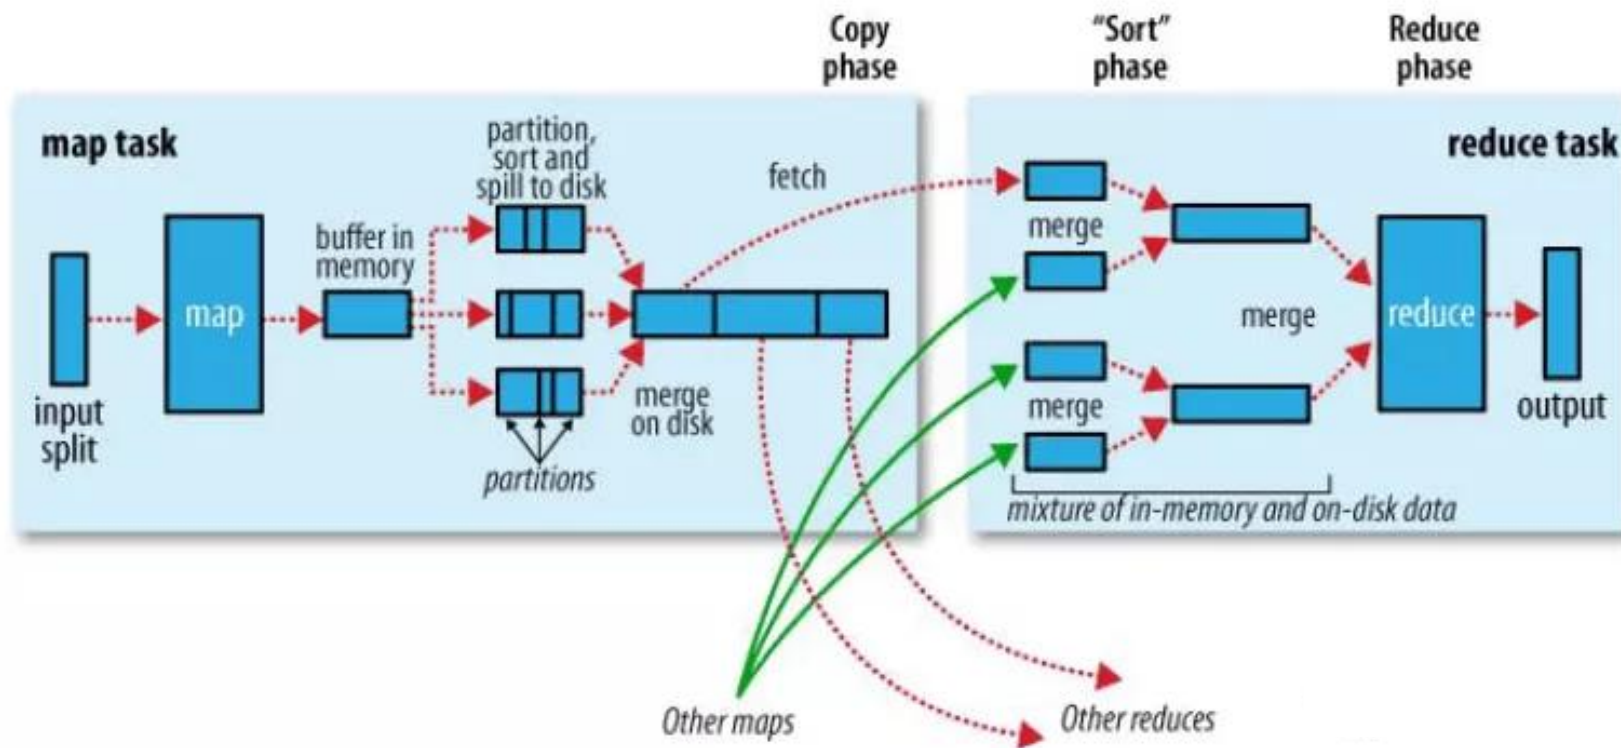 Copy
phase
“Sort”
phase
Reduce
phase
map task
partition,
sort and
spill to disk
fetch
reduce task
buffer in
memory
merge
map
merge
reduce
input
split
merge
on disk
merge
output
partitions
mixture of in-memory and on-disk data
Other maps
Other reduces